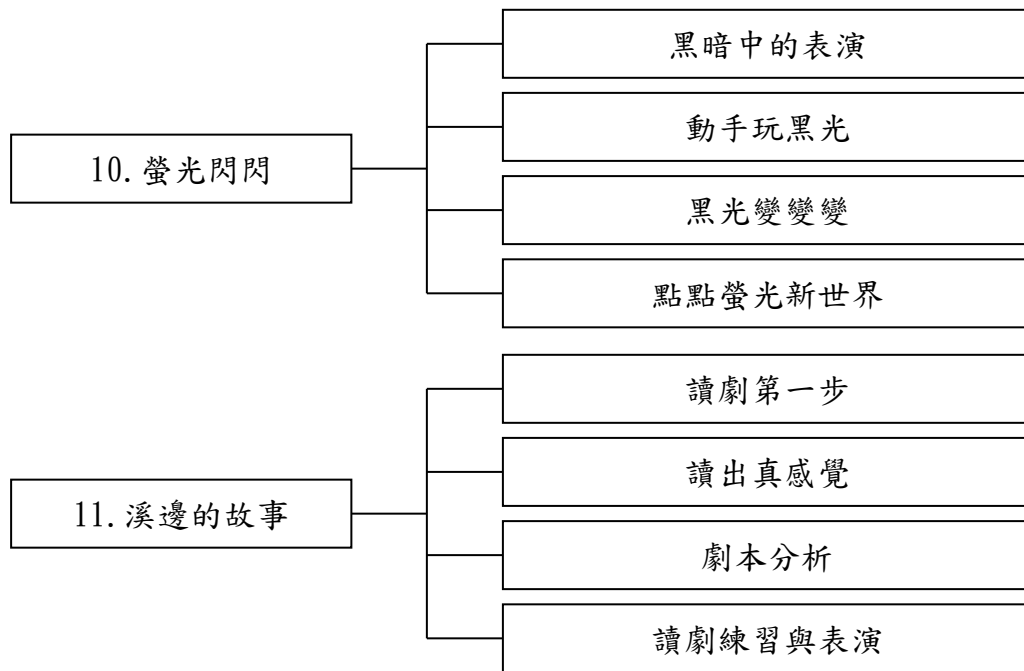 10.螢光閃閃
黑暗中的表演
動手玩黑光
黑光變變變
點點螢光新世界
11.溪邊的故事
讀劇第一步
讀出真感覺
劇本分析
讀劇練習與表演